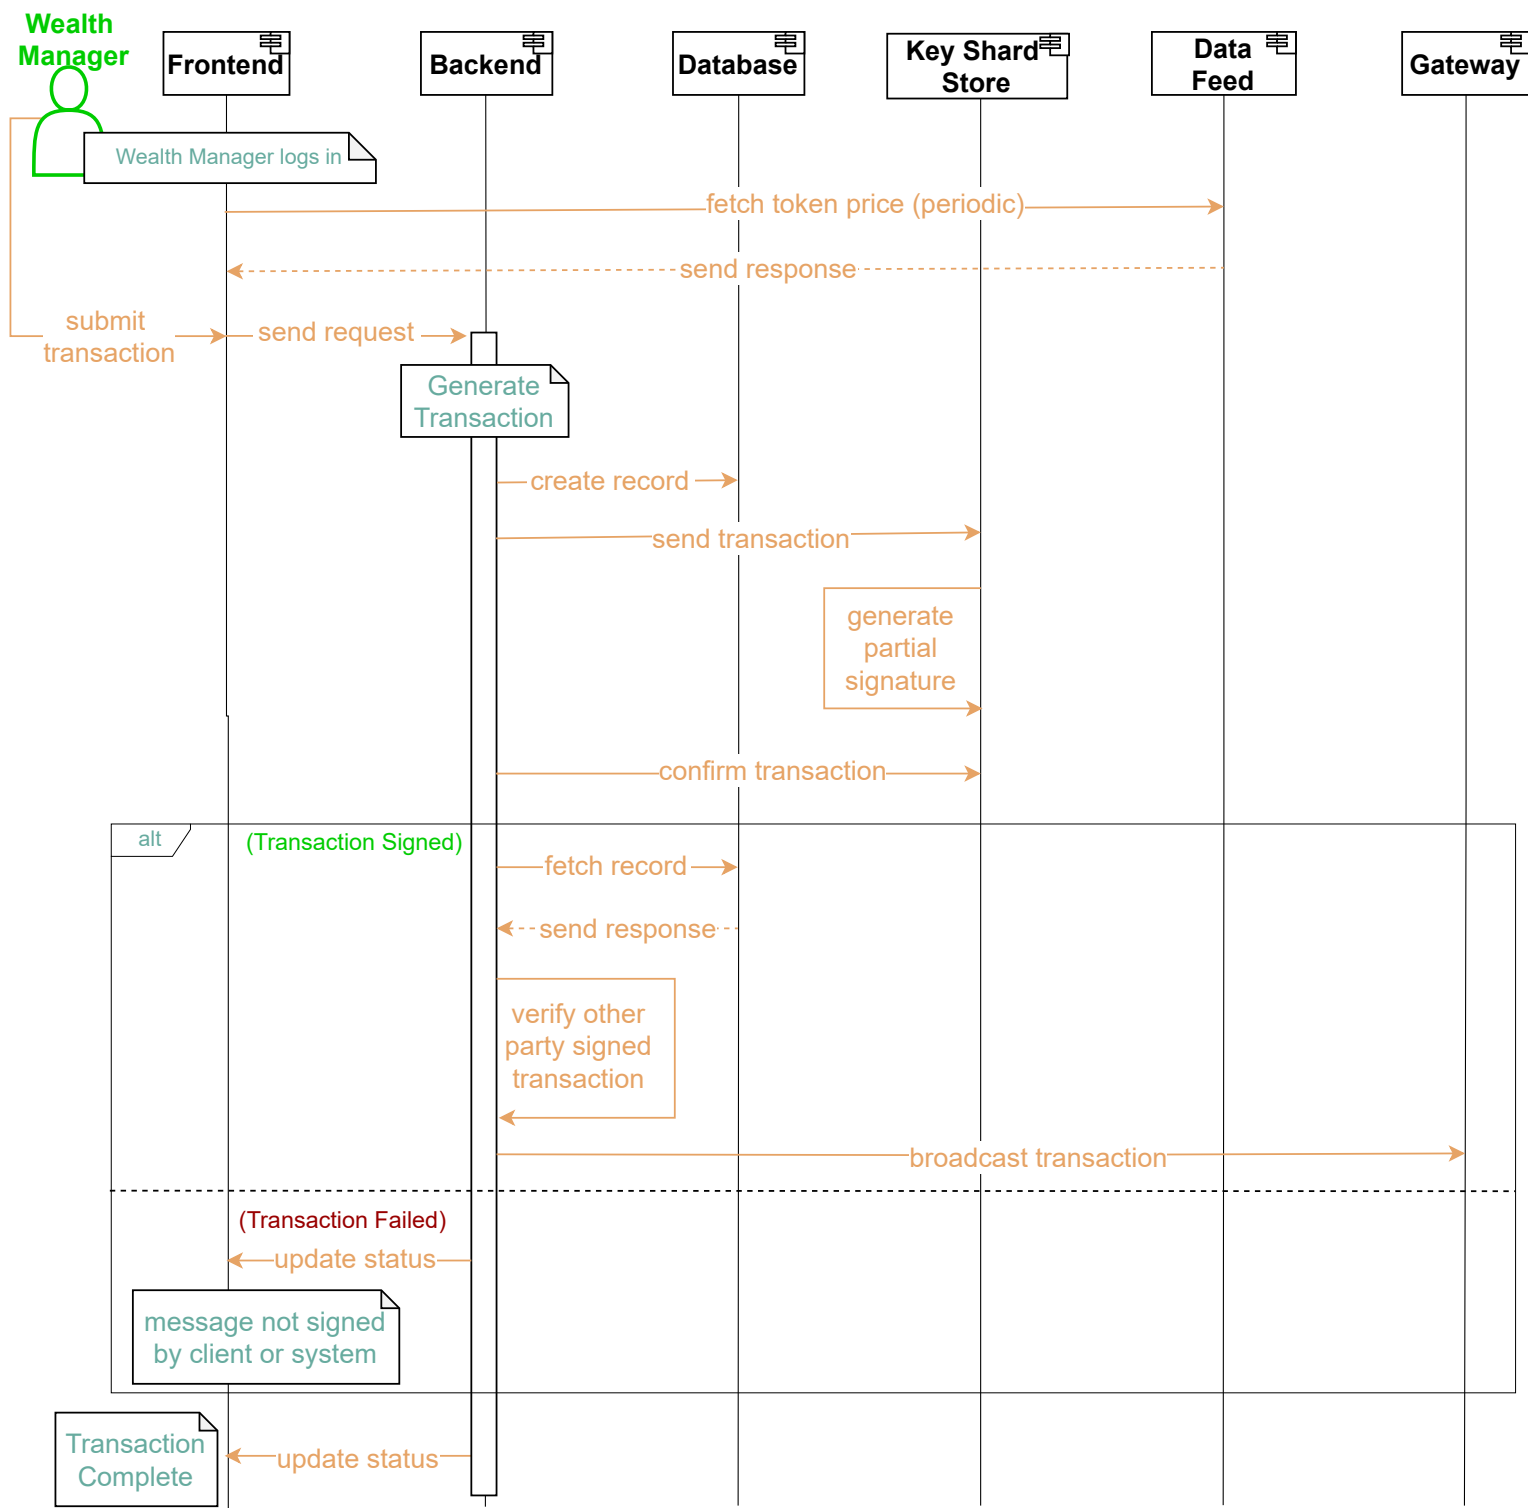 Wealth
Manager
Frontend
Backend
Database
Key Shard
Store
Data
Feed
Gateway
Wealth Manager logs in
fetch token price (periodic)
send response
submit
transaction
send request
Generate
Transaction
create record
send transaction
generate
partial
signature
confirm transaction
alt
(Transaction Signed)
fetch record
send response
verify other
party signed
transaction
broadcast transaction
(Transaction Failed)
update status
message not signed
by client or system
Transaction
Complete
update status